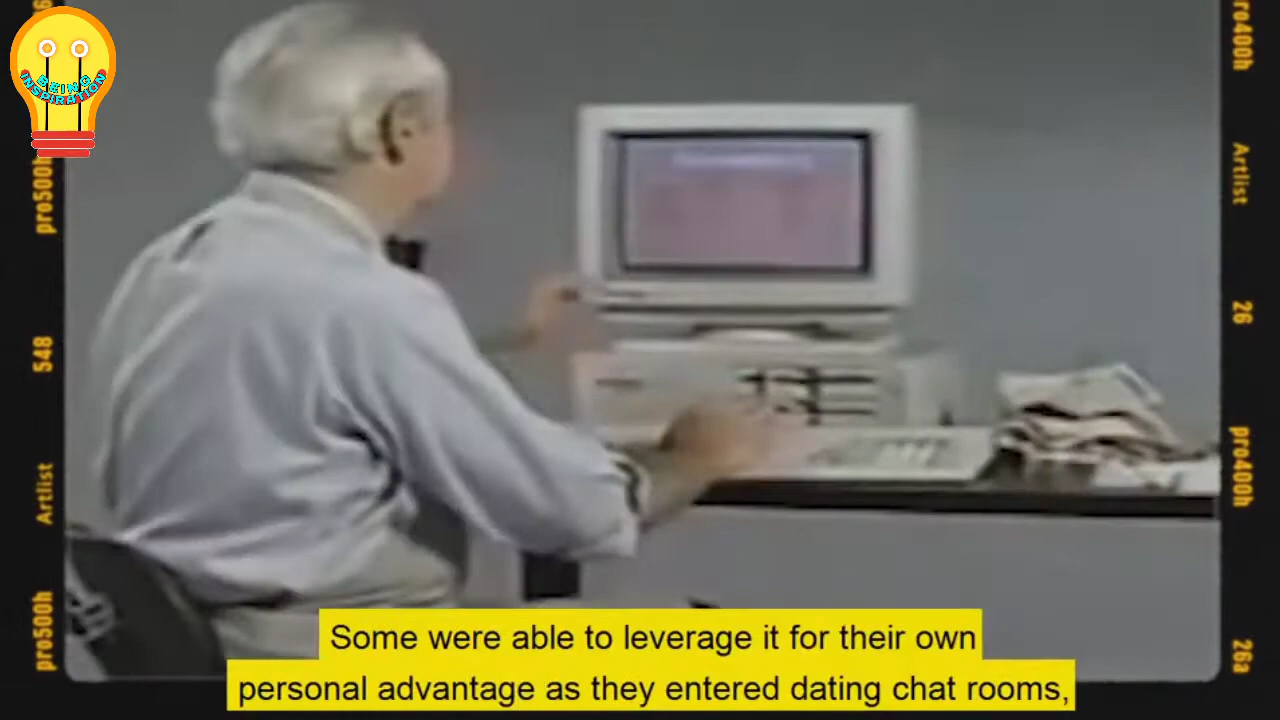 BEING
INSPIRATION
pro500h
548
Artlist
pro500h
pro400h
Artlist
26
pro400h
26a
Some were able to leverage it for their own
personal advantage as they entered dating chat rooms,